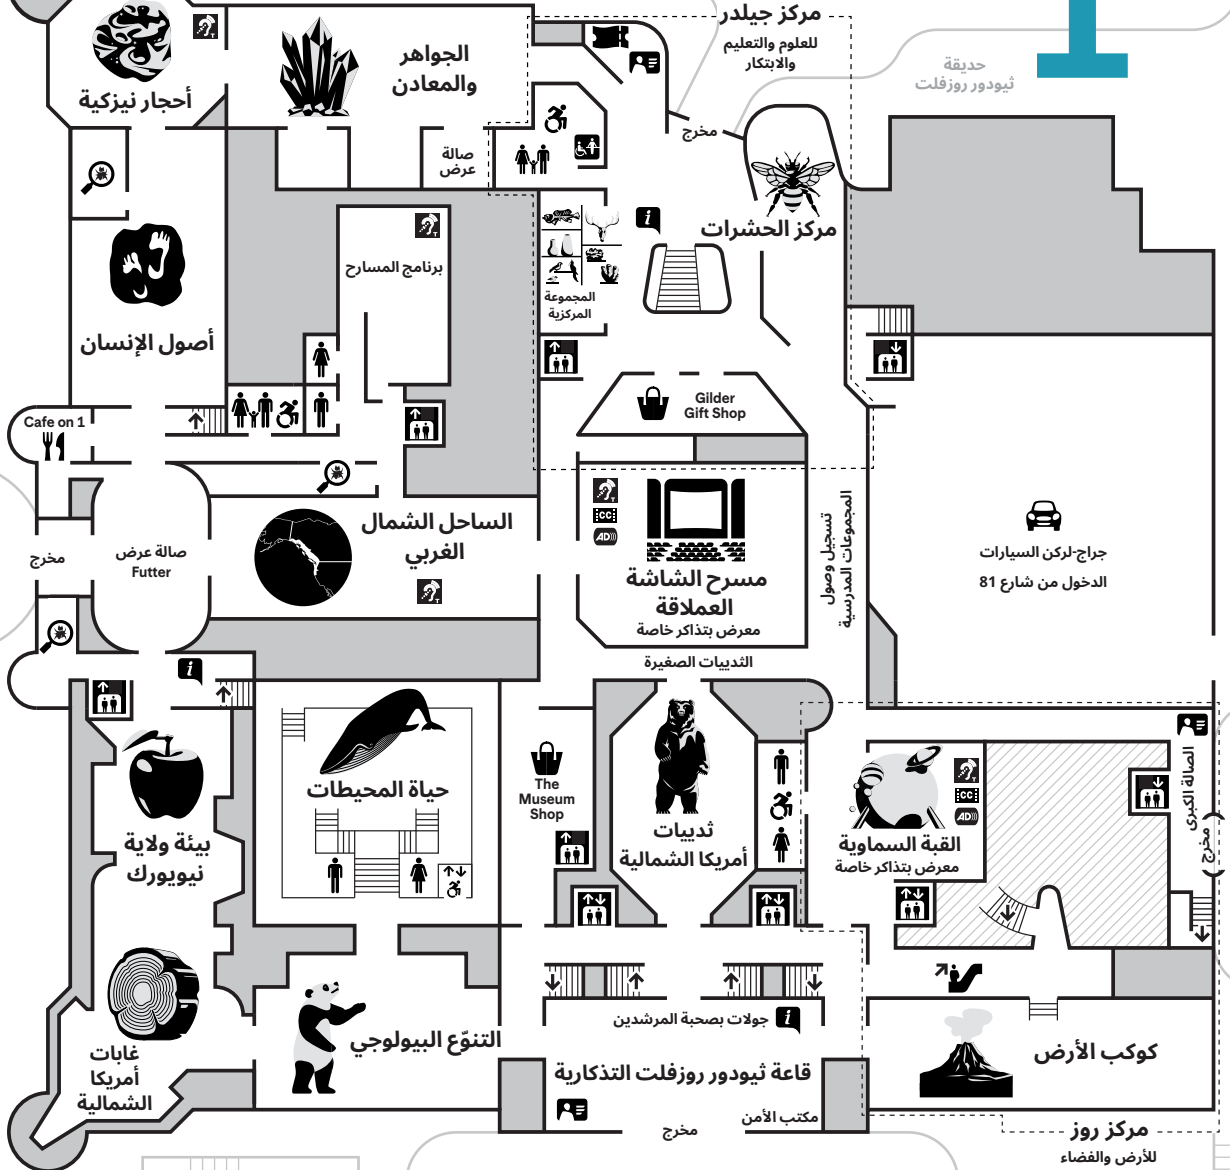 مركز جيلدر
للعلوم والتعليم
والابتكار
حديقة
ثيودور روزفلت
الجواهر
والمعادن
أحجار نيزكية
مخرج
صالة
عرض
مركز الحشرات
برنامج المسارح
المجموعة
المركزية
أصول الإنسان
Cafe on 1
Gilder
Gift Shop
الساحل الشمال
الغربي
مخرج
صالة عرض
Futter
مسرح الشاشة
العملاقة
معرض بتذاكر خاصة
تسجيل وصول
المجموعات المدرسية
جراج-لركن السيارات
الدخول من شارع 81
الثدييات الصغيرة
حياة المحيطات
The
Museum
Shop
ثدييات
أمريكا الشمالية
القبة السماوية
معرض بتذاكر خاصة
الصالة الكبرى
مخرج
بيئة ولاية
نيويورك
جولات بصحبة المرشدين
التنوّع البيولوجي
كوكب الأرض
غابات
أمريكا
الشمالية
قاعة ثيودور روزفلت التذكارية
مكتب الأمن
مخرج
مركز روز
للأرض والفضاء
CC
AD
CC
AD